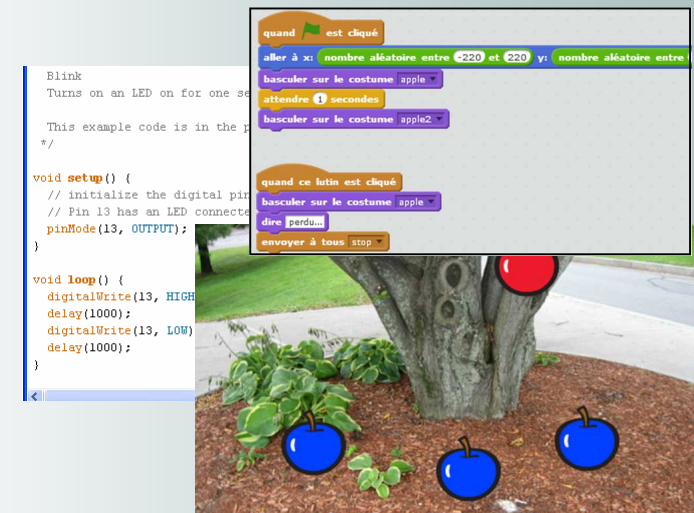 Blink
Turns on an LED on for one se
This example code is in the p
*/
void setup() {
// initialize the digital pin
// Pin 13 has an LED connecte
pinMode(13, OUTPUT);
}
void loop() {
digitalWrite(13, HIGH
delay(1000);
digitalWrite(13, LOW)
delay(1000);
}
quand est cliqué
aller à x: nombre aléatoire entre -220 et 220 y: nombre aléatoire entre
basculer sur le costume apple
attendre 1 secondes
basculer sur le costume apple2
quand ce lutin est cliqué
basculer sur le costume apple
dire perdu...
envoyer à tous stop